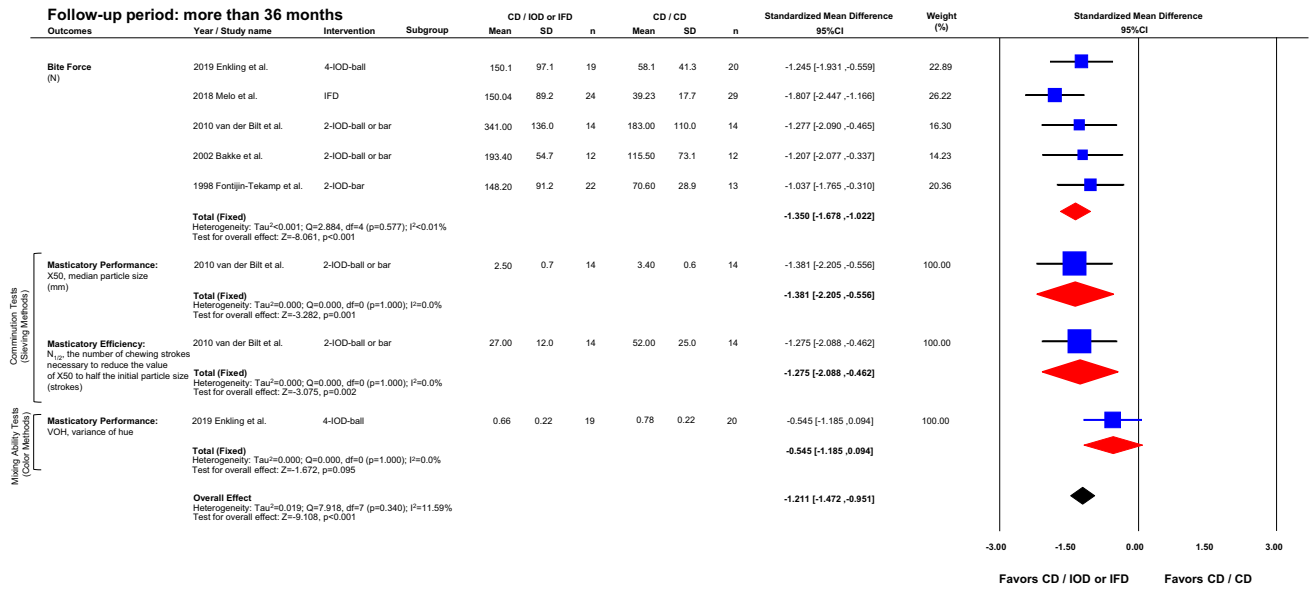 Follow-up period: more than 36 months
CD / IOD or IFD CD / CD Standardized Mean Difference Weight Standardized Mean Difference
Outcomes Year / Study name Intervention Subgroup Mean SD n Mean SD n 95%CI (%) 95%CI
Bite Force 2019 Enkling et al. 4-IOD-ball 150.1 97.1 19 58.1 41.3 20 -1.245 [-1.931 ,-0.559] 22.89
(N)
2018 Melo et al. IFD 150.04 89.2 24 39.23 17.7 29 -1.807 [-2.447 ,-1.166] 26.22
2010 van der Bilt et al. 2-IOD-ball or bar 341.00 136.0 14 183.00 110.0 14 -1.277 [-2.090 ,-0.465] 16.30
2002 Bakke et al. 2-IOD-ball or bar 193.40 54.7 12 115.50 73.1 12 -1.207 [-2.077 ,-0.337] 14.23
1998 Fontijin-Tekamp et al. 2-IOD-bar 148.20 91.2 22 70.60 28.9 13 -1.037 [-1.765 ,-0.310] 20.36
Total (Fixed) -1.350 [-1.678 ,-1.022]
Heterogeneity: Tau²<0.001; Q=2.884, df=4 (p=0.577); I²<0.01%
Test for overall effect: Z=-8.061, p<0.001
Comminution Tests
(Sieving Methods)
Masticatory Performance: 2010 van der Bilt et al. 2-IOD-ball or bar 2.50 0.7 14 3.40 0.6 14 -1.381 [-2.205 ,-0.556] 100.00
X50, median particle size
(mm)
Total (Fixed) -1.381 [-2.205 ,-0.556]
Heterogeneity: Tau²=0.000; Q=0.000, df=0 (p=1.000); I²=0.0%
Test for overall effect: Z=-3.282, p=0.001
Masticatory Efficiency: 2010 van der Bilt et al. 2-IOD-ball or bar 27.00 12.0 14 52.00 25.0 14 -1.275 [-2.088 ,-0.462] 100.00
N1/2, the number of chewing strokes
necessary to reduce the value
of X50 to half the initial particle size
(strokes)
Total (Fixed) -1.275 [-2.088 ,-0.462]
Heterogeneity: Tau²=0.000; Q=0.000, df=0 (p=1.000); I²=0.0%
Test for overall effect: Z=-3.075, p=0.002
Mixing Ability Tests
(Color Methods)
Masticatory Performance: 2019 Enkling et al. 4-IOD-ball 0.66 0.22 19 0.78 0.22 20 -0.545 [-1.185 ,0.094] 100.00
VOH, variance of hue
Total (Fixed) -0.545 [-1.185 ,0.094]
Heterogeneity: Tau²=0.000; Q=0.000, df=0 (p=1.000); I²=0.0%
Test for overall effect: Z=-1.672, p=0.095
Overall Effect -1.211 [-1.472 ,-0.951]
Heterogeneity: Tau²=0.019; Q=7.918, df=7 (p=0.340); I²=11.59%
Test for overall effect: Z=-9.108, p<0.001
-3.00 -1.50 0.00 1.50 3.00
Favors CD / IOD or IFD Favors CD / CD